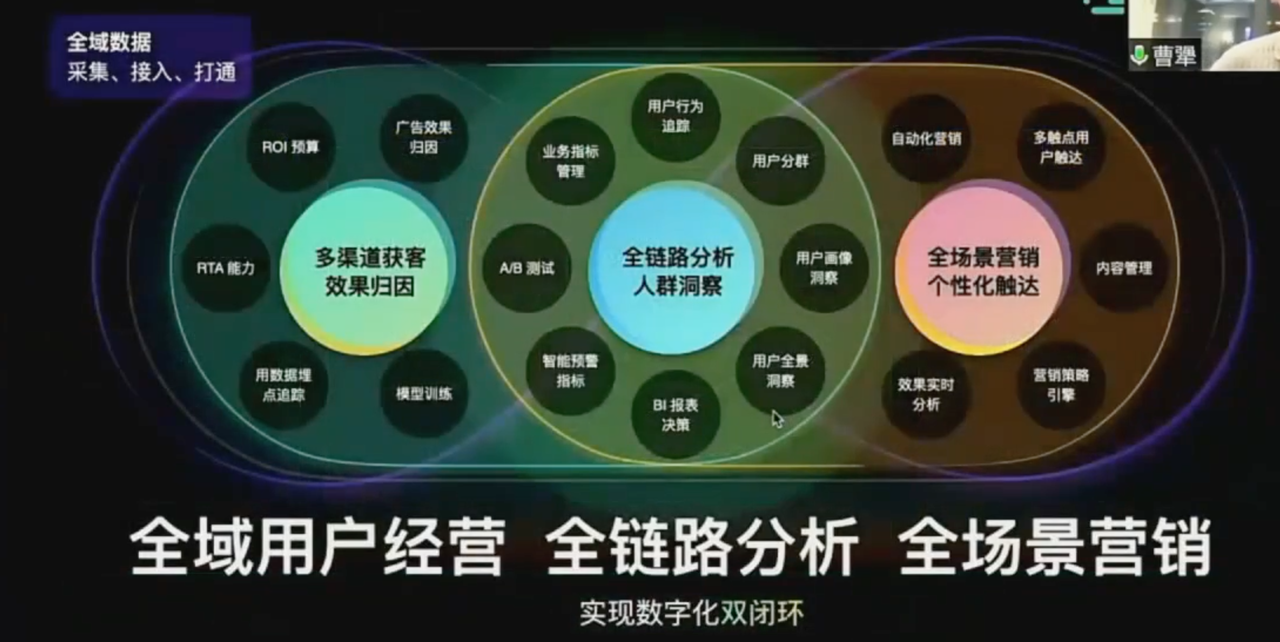 全域数据
采集、接入、打通
曹犟
ROI 预算
广告效果
归因
RTA 能力
多渠道获客
效果归因
用数据埋
点追踪
模型训练
用户行为
追踪
业务指标
管理
用户分群
A/B 测试
全链路分析
人群洞察
用户画像
洞察
智能预警
指标
用户全景
洞察
BI 报表
决策
自动化营销
多触点用
户触达
全场景营销
个性化触达
内容管理
效果实时
分析
营销策略
引擎
全域用户经营 全链路分析 全场景营销
实现数字化双闭环